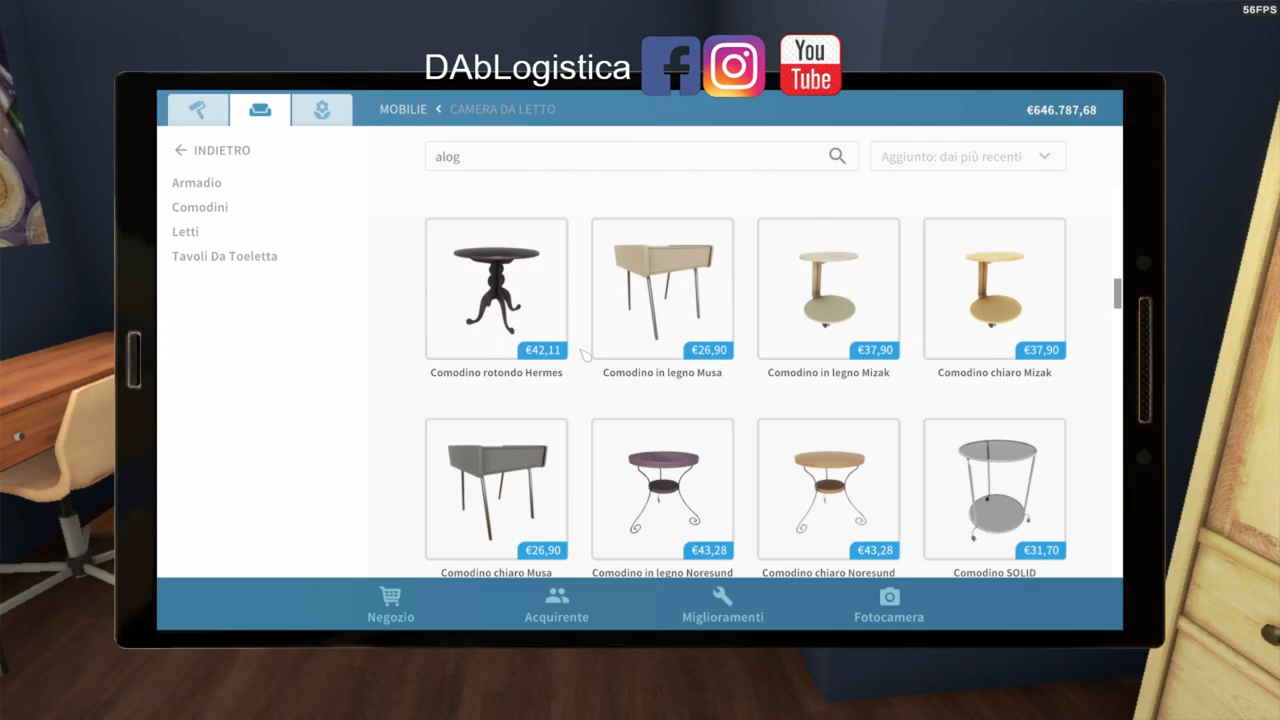 56FPS
DAbLogistica
You
Tube
MOBILIE < CAMERA DA LETTO
€646.787,68
INDIETRO
Armadio
Comodini
Letti
Tavoli Da Toeletta
alog
Aggiunto: dai più recenti
€42,11
€26,90
€37,90
€37,90
Comodino rotondo Hermes
Comodino in legno Musa
Comodino in legno Mizak
Comodino chiaro Mizak
€26,90
€43,28
€43,28
€31,70
Comodino chiaro Musa
Comodino in legno Noresund
Comodino chiaro Noresund
Comodino SOLID
Negozio
Acquirente
Miglioramenti
Fotocamera